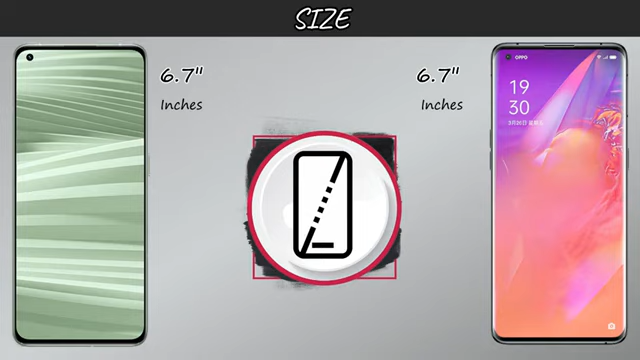 SIZE
6.7"
Inches
6.7"
Inches
OPPO
19
30